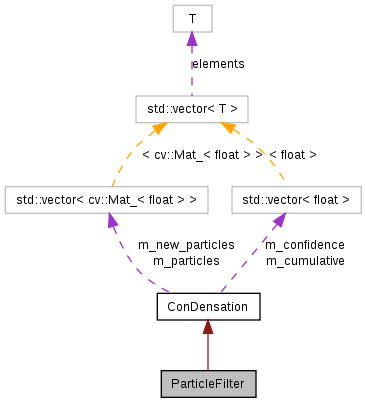 T
elements
std::vector< T >
< cv::Mat_< float > > < float >
std::vector< cv::Mat_< float > > std::vector< float >
m_new_particles m_confidence
m_particles m_cumulative
ConDensation
ParticleFilter